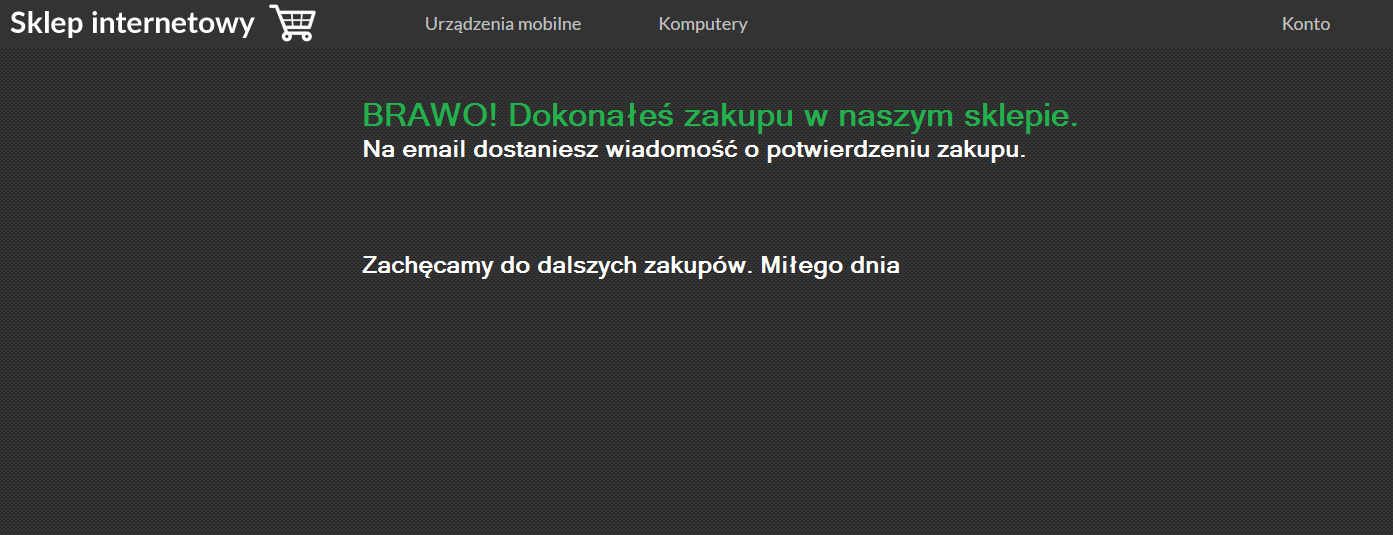 Sklep internetowy Urządzenia mobilne Komputery Konto
BRAWO! Dokonałeś zakupu w naszym sklepie.
Na email dostaniesz wiadomość o potwierdzeniu zakupu.
Zachęcamy do dalszych zakupów. Miłego dnia